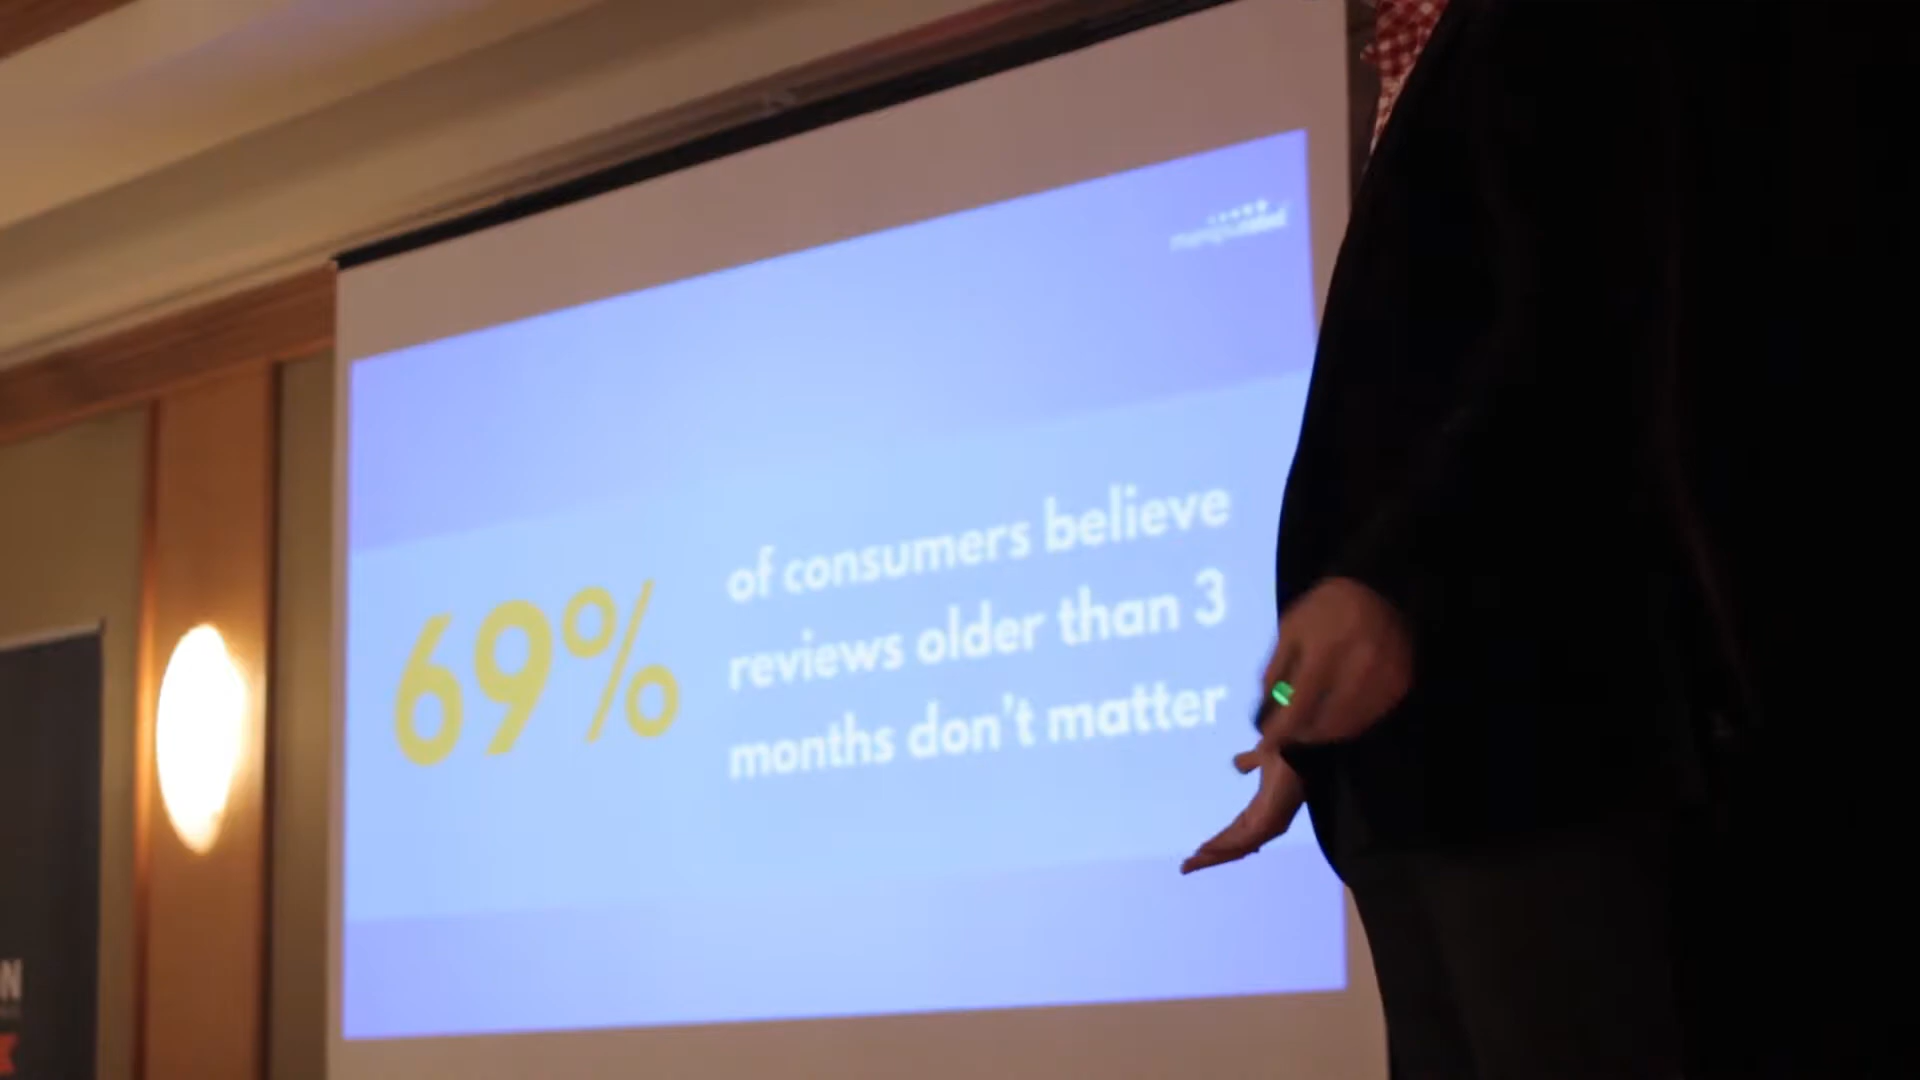 69%
of consumers believe
reviews older than 3
months don't matter
N